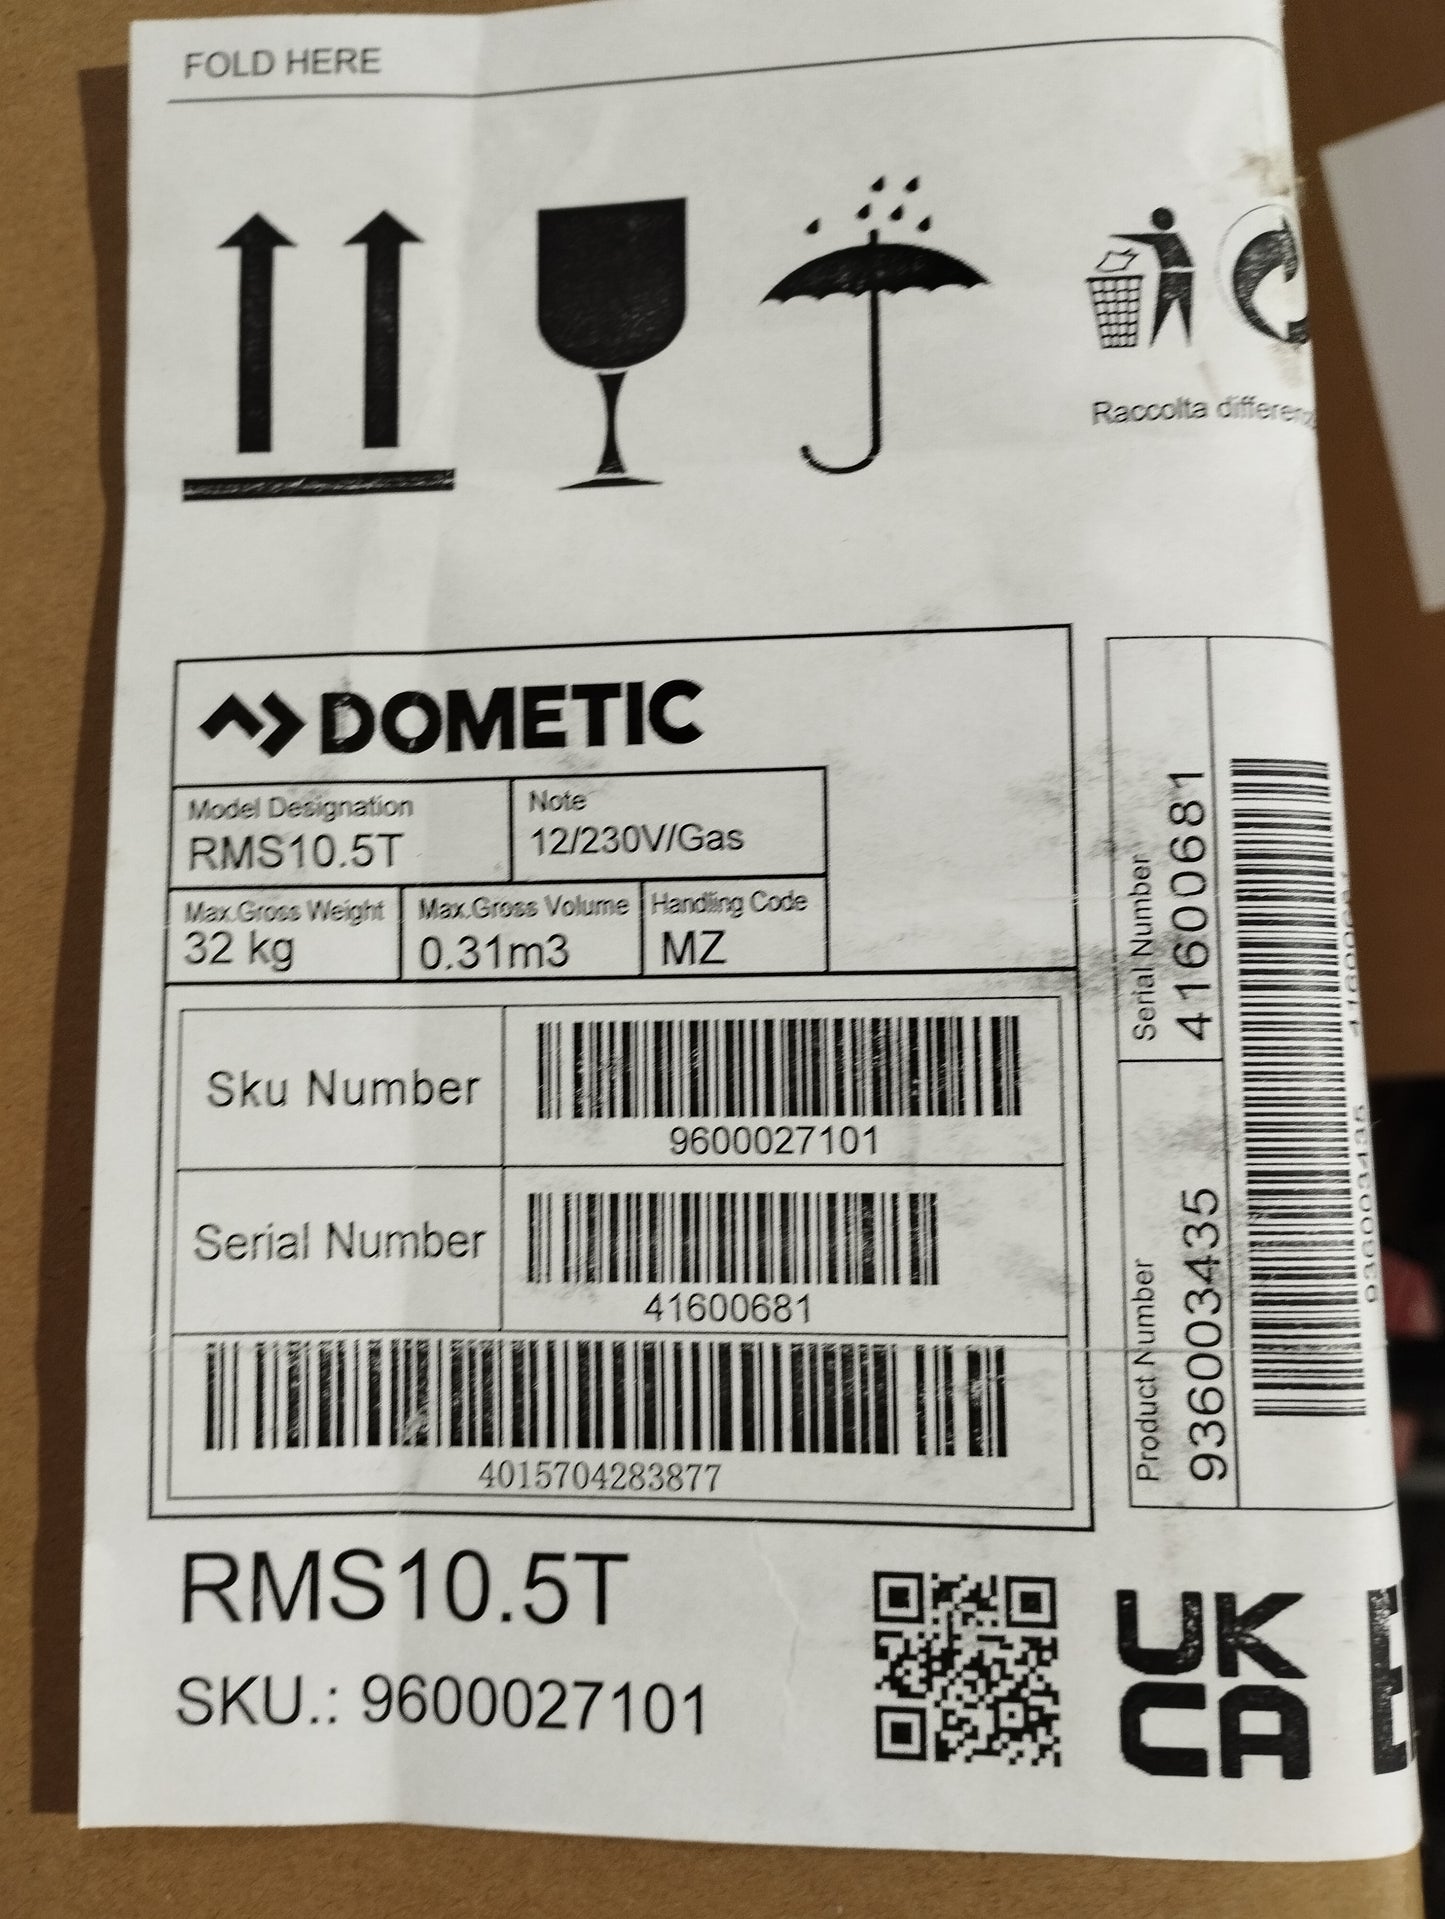 FOLD HERE
Raccolta
DOMETIC
Model Designation
RMS10.5T
Note
12/230V/Gas
Max.Gross Weight
32 kg
Max.Gross Volume
0.31m3
Handling Code
MZ
Sku Number
9600027101
Serial Number
41600681
4015704283877
RMS10.5T
SKU.: 9600027101
Serial Number
41600681
Product Number
936003435
936003435
UK
CA